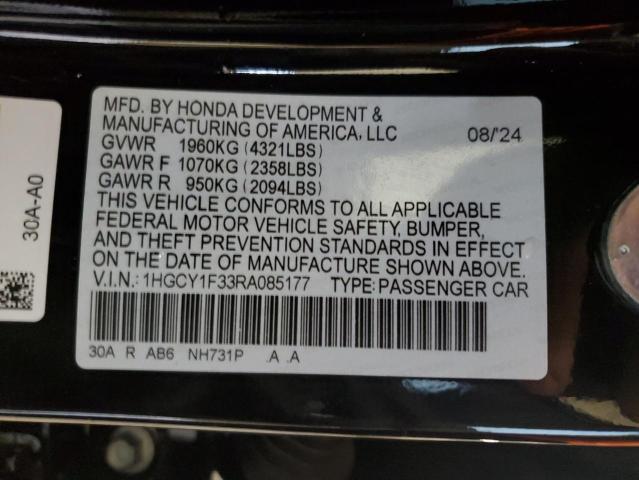 MFD. BY HONDA DEVELOPMENT &
MANUFACTURING OF AMERICA, LLC 08/'24
GVWR 1960KG (4321LBS)
GAWR F 1070KG (2358LBS)
GAWR R 950KG (2094LBS)
THIS VEHICLE CONFORMS TO ALL APPLICABLE
FEDERAL MOTOR VEHICLE SAFETY, BUMPER,
AND THEFT PREVENTION STANDARDS IN EFFECT
ON THE DATE OF MANUFACTURE SHOWN ABOVE.
V.I.N.: 1HGCY1F33RA085177 TYPE: PASSENGER CAR
30A R AB6 NH731P .A .A
30A-A0